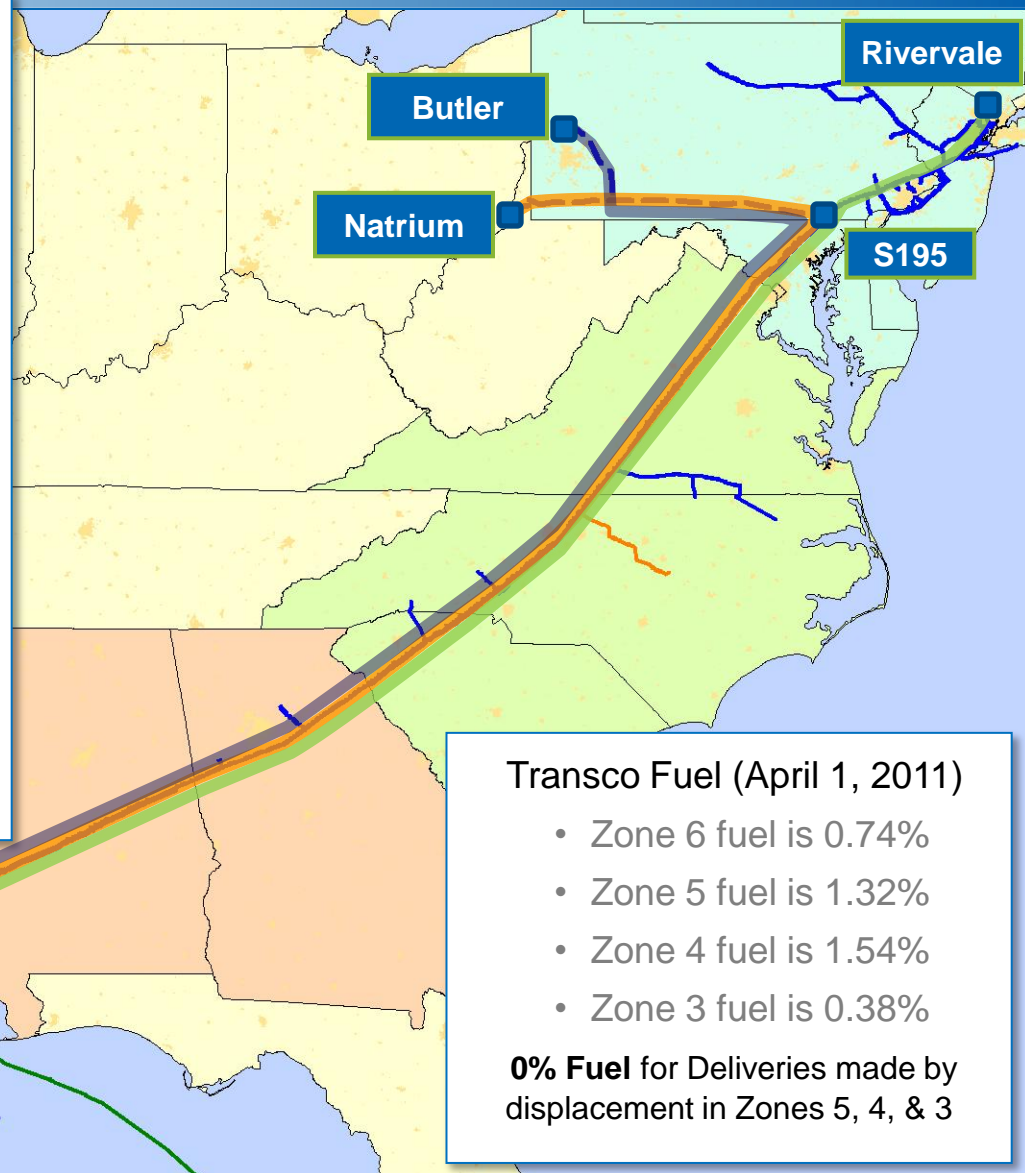 Rivervale
Butler
Natrium
S195
Transco Fuel (April 1, 2011)
• Zone 6 fuel is 0.74%
• Zone 5 fuel is 1.32%
• Zone 4 fuel is 1.54%
• Zone 3 fuel is 0.38%
0% Fuel for Deliveries made by
displacement in Zones 5, 4, & 3